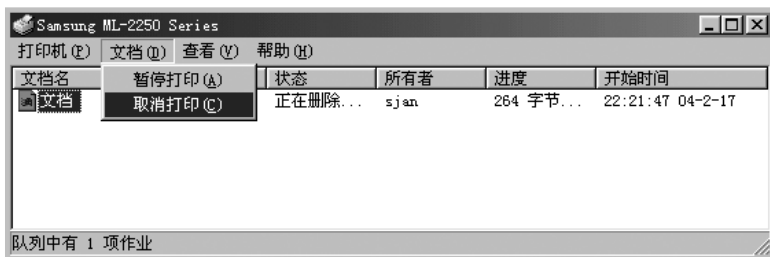 Samsung ML-2250 Series
打印机(P) 文档(D) 查看(V) 帮助(H)
文档名 状态 所有者 进度 开始时间
暂停打印(A)
文档 正在删除... sjan 264 字节... 22:21:47 04-2-17
取消打印(C)
队列中有 1 项作业